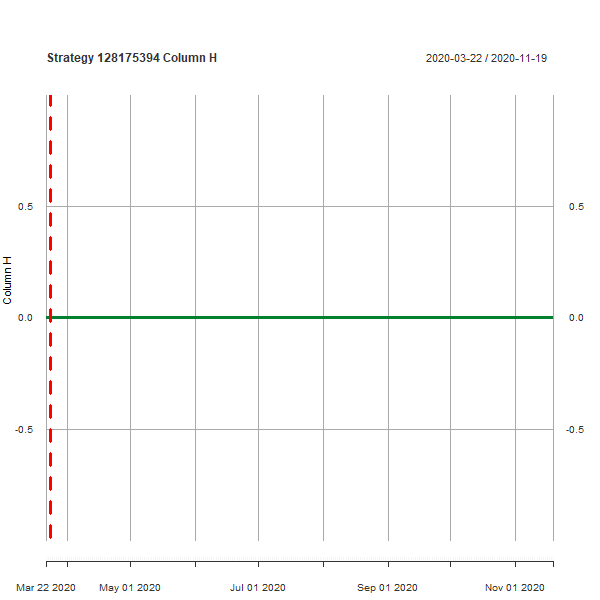 Strategy 128175394 Column H
2020-03-22 / 2020-11-19
0.5
0.5
Column H
0.0
0.0
-0.5
-0.5
Mar 22 2020
May 01 2020
Jul 01 2020
Sep 01 2020
Nov 01 2020